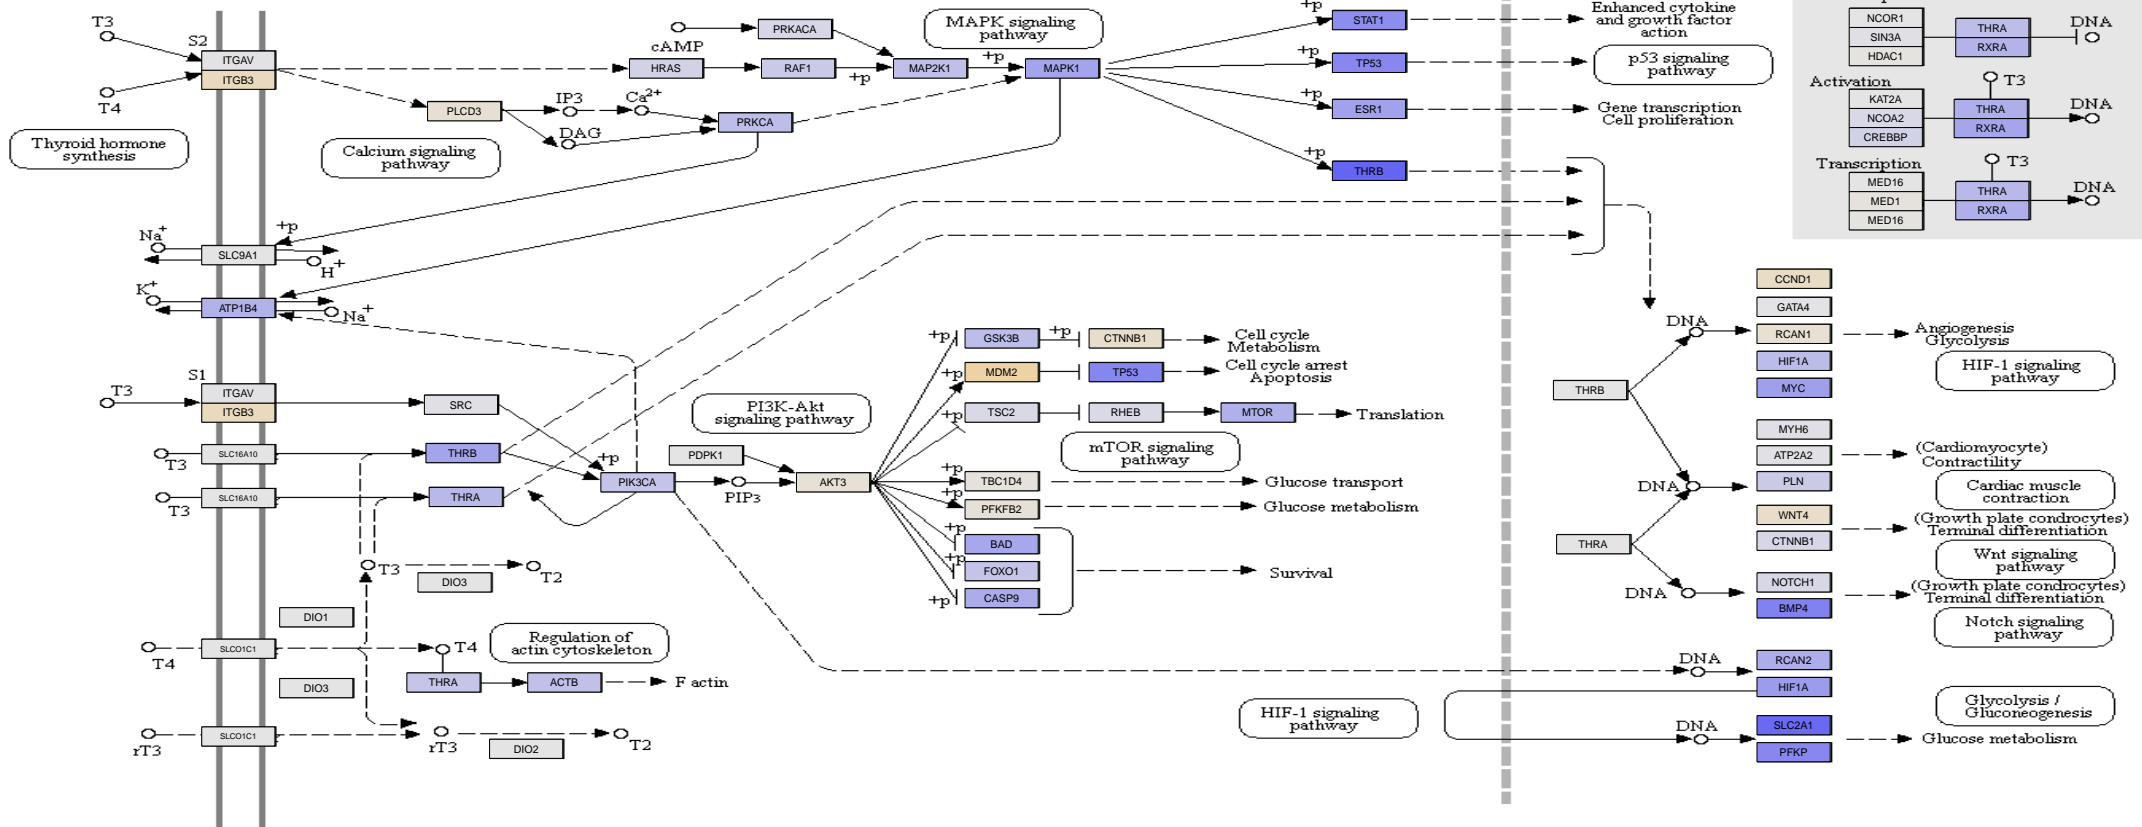 T3
S2
ITGAV
ITGB3
T4
Thyroid hormone
synthesis
cAMP
PRKACA
HRAS
RAF1
+p
MAP2K1
+p
MAPK1
MAPK signaling
pathway
PLCD3
IP3
Ca2+
DAG
PRKCA
Calcium signaling
pathway
+p
STAT1
Enhanced cytokine
and growth factor
action
+p
TP53
p53 signaling
pathway
+p
ESR1
Gene transcription
Cell proliferation
+p
THRB
NCOR1
SIN3A
HDAC1
THRA
RXRA
DNA
Activation
KAT2A
NCOA2
CREBBP
T3
THRA
RXRA
DNA
Transcription
MED16
MED1
MED16
T3
THRA
RXRA
DNA
Na+
+p
SLC9A1
H+
K+
ATP1B4
Na+
S1
T3
ITGAV
ITGB3
SRC
T3
SLC16A10
THRB
T3
SLC16A10
THRA
+p
PIK3CA
PIP3
PDPK1
AKT3
PI3K-Akt
signaling pathway
+p
GSK3B
+p
CTNNB1
Cell cycle
Metabolism
+p
MDM2
TP53
Cell cycle arrest
Apoptosis
+p
TSC2
RHEB
MTOR
Translation
mTOR signaling
pathway
+p
TBC1D4
Glucose transport
+p
PFKFB2
Glucose metabolism
+p
BAD
+p
FOXO1
Survival
+p
CASP9
T3
DIO3
T2
DIO1
T4
SLCO1C1
T4
Regulation of
actin cytoskeleton
DIO3
THRA
ACTB
F actin
rT3
SLCO1C1
rT3
DIO2
T2
THRB
DNA
CCND1
GATA4
RCAN1
HIF1A
MYC
Angiogenesis
Glycolysis
HIF-1 signaling
pathway
DNA
MYH6
ATP2A2
PLN
(Cardiomyocyte)
Contractility
Cardiac muscle
contraction
WNT4
CTNNB1
(Growth plate condrocytes)
Terminal differentiation
Wnt signaling
pathway
THRA
DNA
NOTCH1
BMP4
(Growth plate condrocytes)
Terminal differentiation
Notch signaling
pathway
DNA
RCAN2
HIF1A
HIF-1 signaling
pathway
Glycolysis /
Gluconeogenesis
DNA
SLC2A1
PFKP
Glucose metabolism